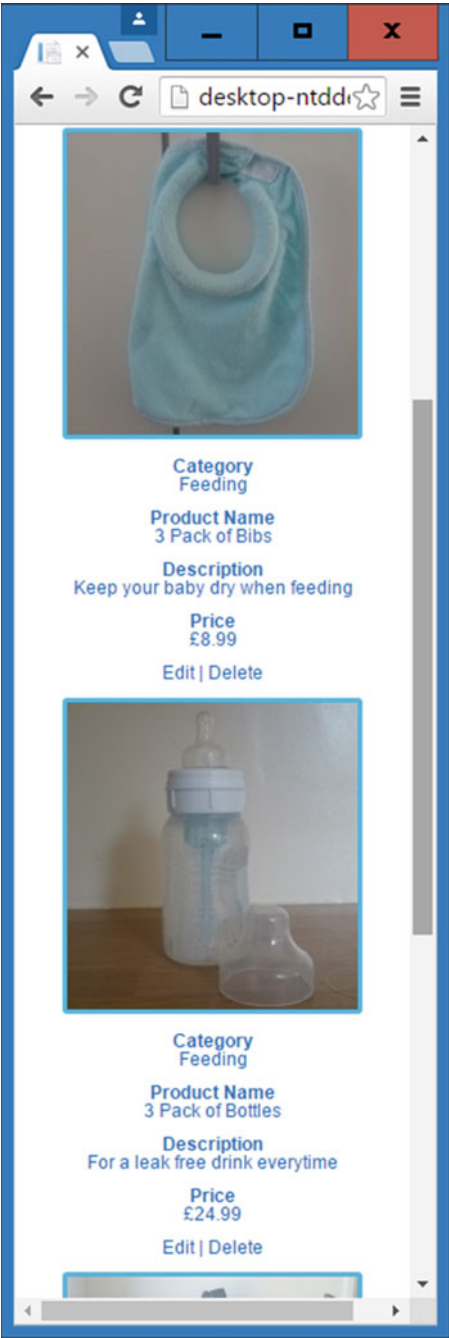 desktop-ntdd
Category
Feeding
Product Name
3 Pack of Bibs
Description
Keep your baby dry when feeding
Price
£8.99
Edit | Delete
Category
Feeding
Product Name
3 Pack of Bottles
Description
For a leak free drink everytime
Price
£24.99
Edit | Delete